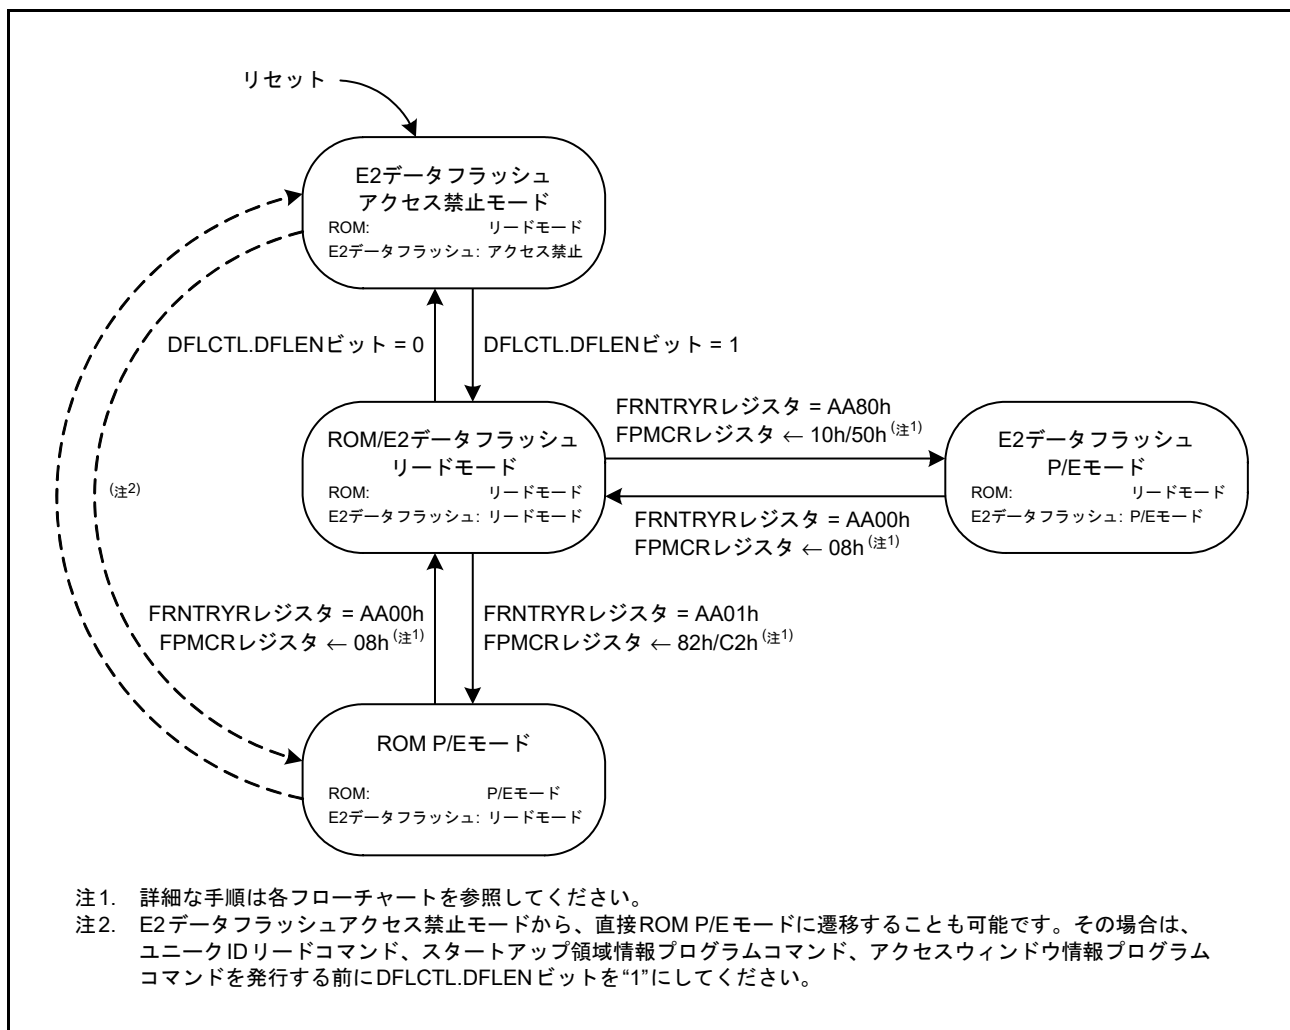 リセット
E2データフラッシュ
アクセス禁止モード
ROM: リードモード
E2データフラッシュ: アクセス禁止
DFLCTL.DFLENビット = 0
DFLCTL.DFLENビット = 1
FRNTRYRレジスタ = AA80h
FPMCRレジスタ ← 10h/50h (注1)
ROM/E2データフラッシュ
リードモード
ROM: リードモード
E2データフラッシュ: リードモード
E2データフラッシュ
P/Eモード
ROM: リードモード
E2データフラッシュ: P/Eモード
(注2)
FRNTRYRレジスタ = AA00h
FPMCRレジスタ ← 08h (注1)
FRNTRYRレジスタ = AA00h
FPMCRレジスタ ← 08h (注1)
FRNTRYRレジスタ = AA01h
FPMCRレジスタ ← 82h/C2h (注1)
ROM P/Eモード
ROM: P/Eモード
E2データフラッシュ: リードモード
注1. 詳細な手順は各フローチャートを参照してください。
注2. E2データフラッシュアクセス禁止モードから、直接ROM P/Eモードに遷移することも可能です。その場合は、
ユニークIDリードコマンド、スタートアップ領域情報プログラムコマンド、アクセスウィンドウ情報プログラム
コマンドを発行する前にDFLCTL.DFLENビットを“1”にしてください。